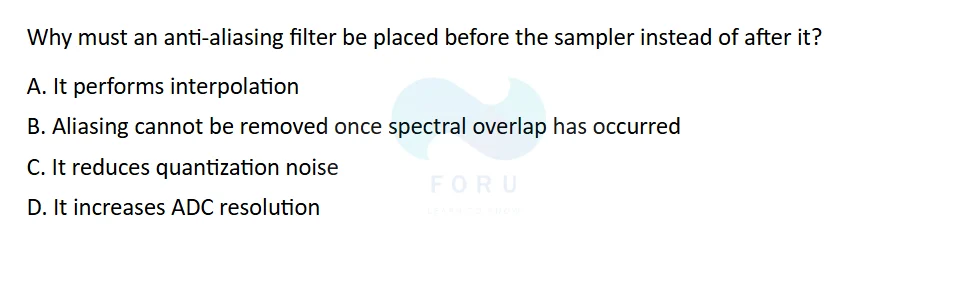 Why must an anti-aliasing filter be placed before the sampler instead of after it?
A. It performs interpolation
B. Aliasing cannot be removed once spectral overlap has occurred
C. It reduces quantization noise
FORU
D. It increases ADC resolution